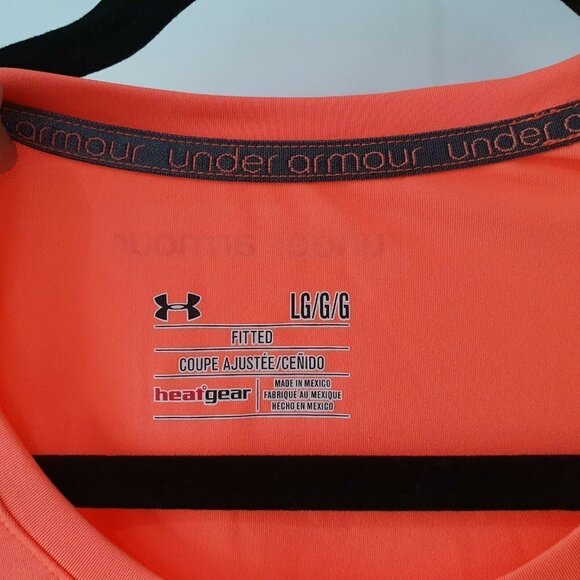 armour under armour under
under armour
LG/G/G
FITTED
COUPE AJUSTÉE/CEÑIDO
heatgear
MADE IN MEXICO
FABRIQUÉ AU MEXIQUE
HECHO EN MEXICO